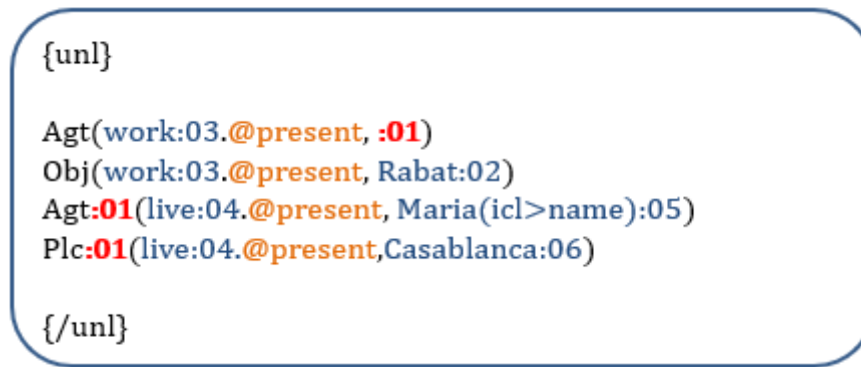 {unl}
Agt(work:03.@present, :01)
Obj(work:03.@present, Rabat:02)
Agt:01(live:04.@present, Maria(icl>name):05)
Plc:01(live:04.@present,Casablanca:06)
{/unl}